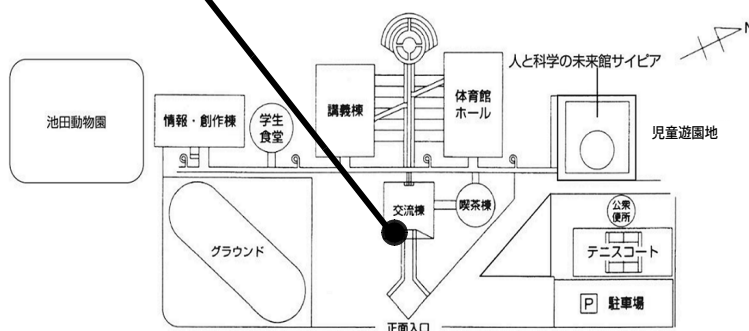 N
人と科学の未来館サイピア
池田動物園
情報・創作棟
学生
食堂
講義棟
体育館
ホール
児童遊園地
交流棟
喫茶棟
公衆
便所
グラウンド
テニスコート
P 駐車場
正面入口